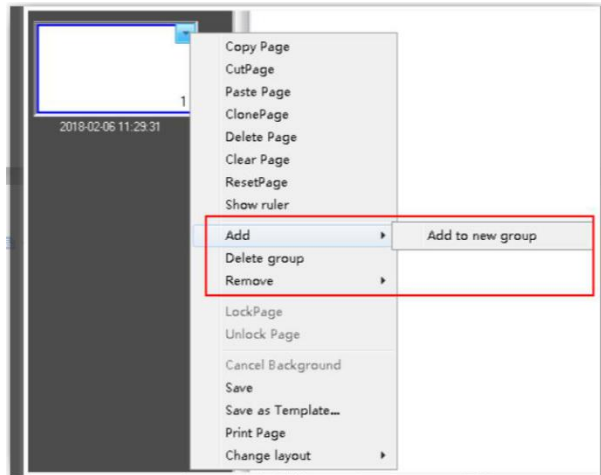 1
2018-02-06 11:29:31
Copy Page
CutPage
Paste Page
ClonePage
Delete Page
Clear Page
ResetPage
Show ruler
Add
Add to new group
Delete group
Remove
LockPage
Unlock Page
Cancel Background
Save
Save as Template...
Print Page
Change layout